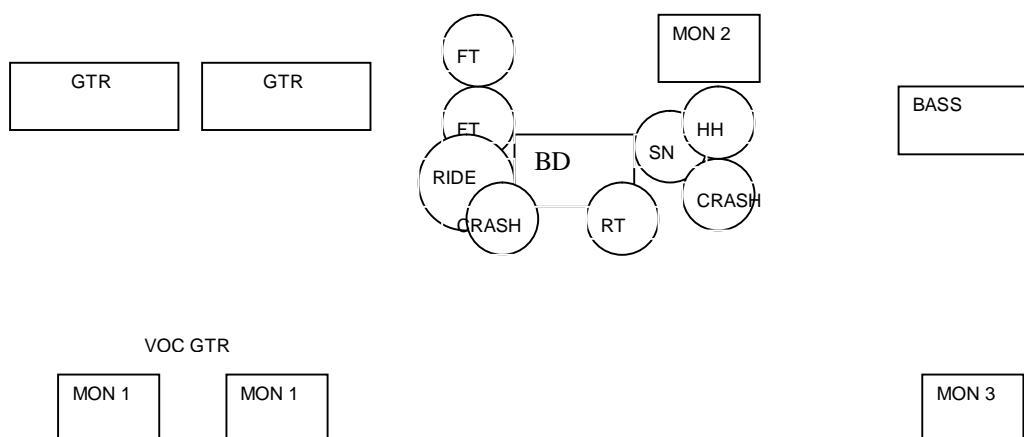 MON 2
FT
GTR
GTR
BASS
FT
HH
SN
BD
RIDE
CRASH
CRASH
RT
VOC GTR
MON 1
MON 1
MON 3